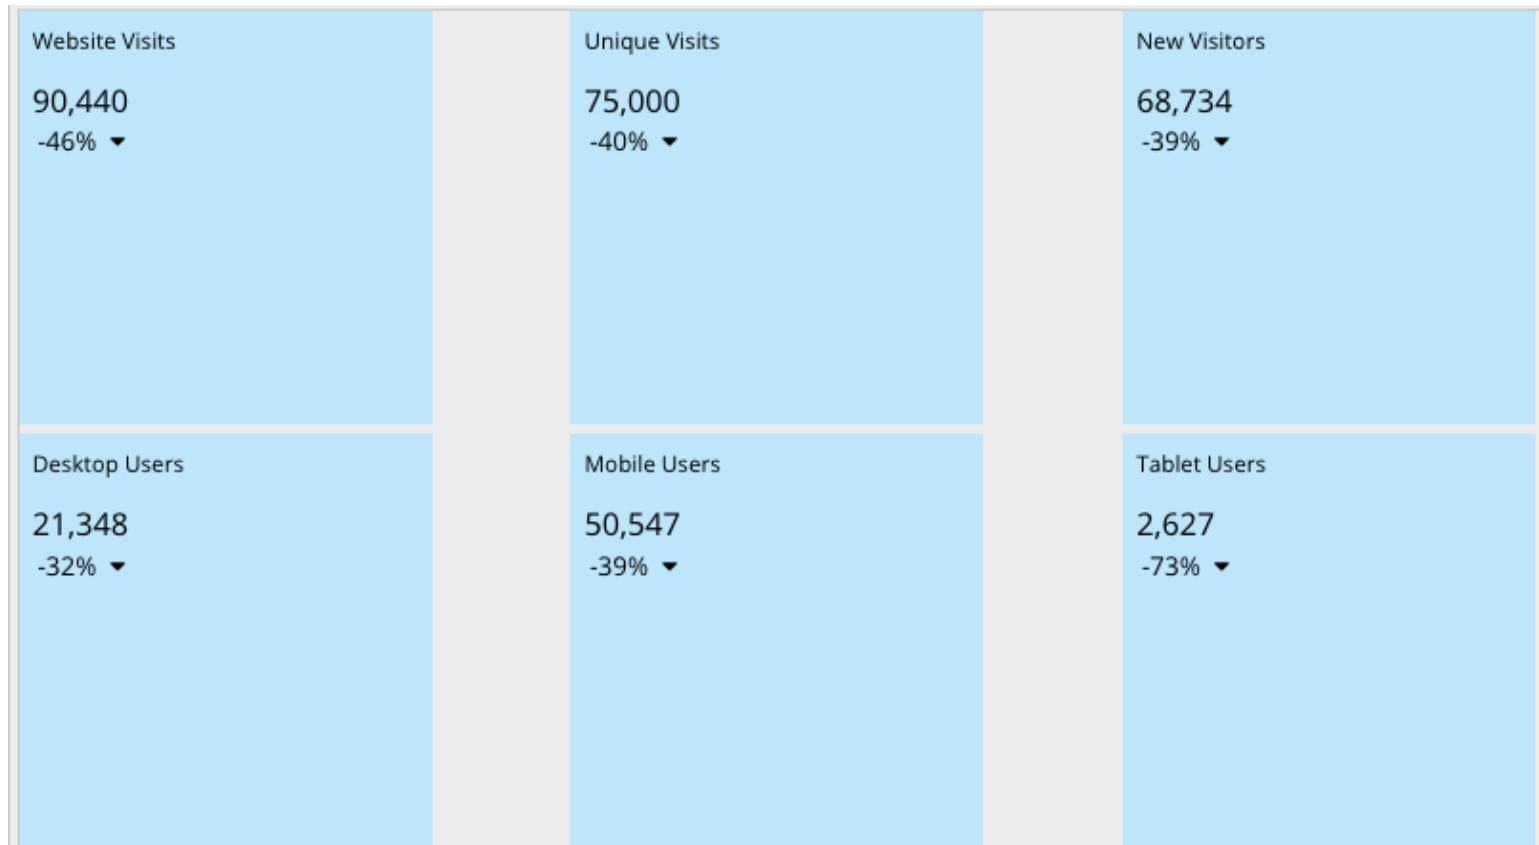 Website Visits
90,440
-46%
Unique Visits
75,000
-40%
New Visitors
68,734
-39%
Desktop Users
21,348
-32%
Mobile Users
50,547
-39%
Tablet Users
2,627
-73%